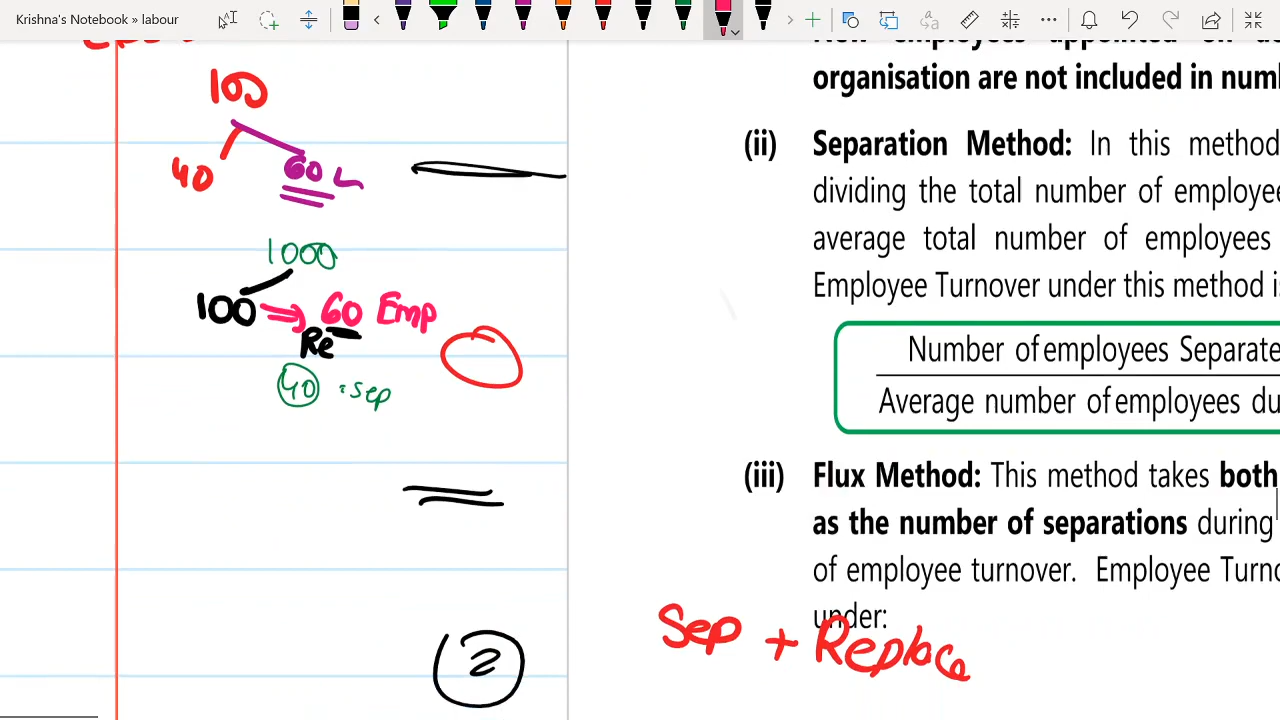 Krishna's Notebook » labour
100
40 60
1000
100 ⇒ 60 Emp
Re
40 :sep
2
organisation are not included in num
(ii) Separation Method: In this method
dividing the total number of employe
average total number of employees
Employee Turnover under this method is
Number of employees Separate
Average number of employees du
(iii) Flux Method: This method takes both
as the number of separations during
of employee turnover. Employee Turno
under:
Sep + Replace